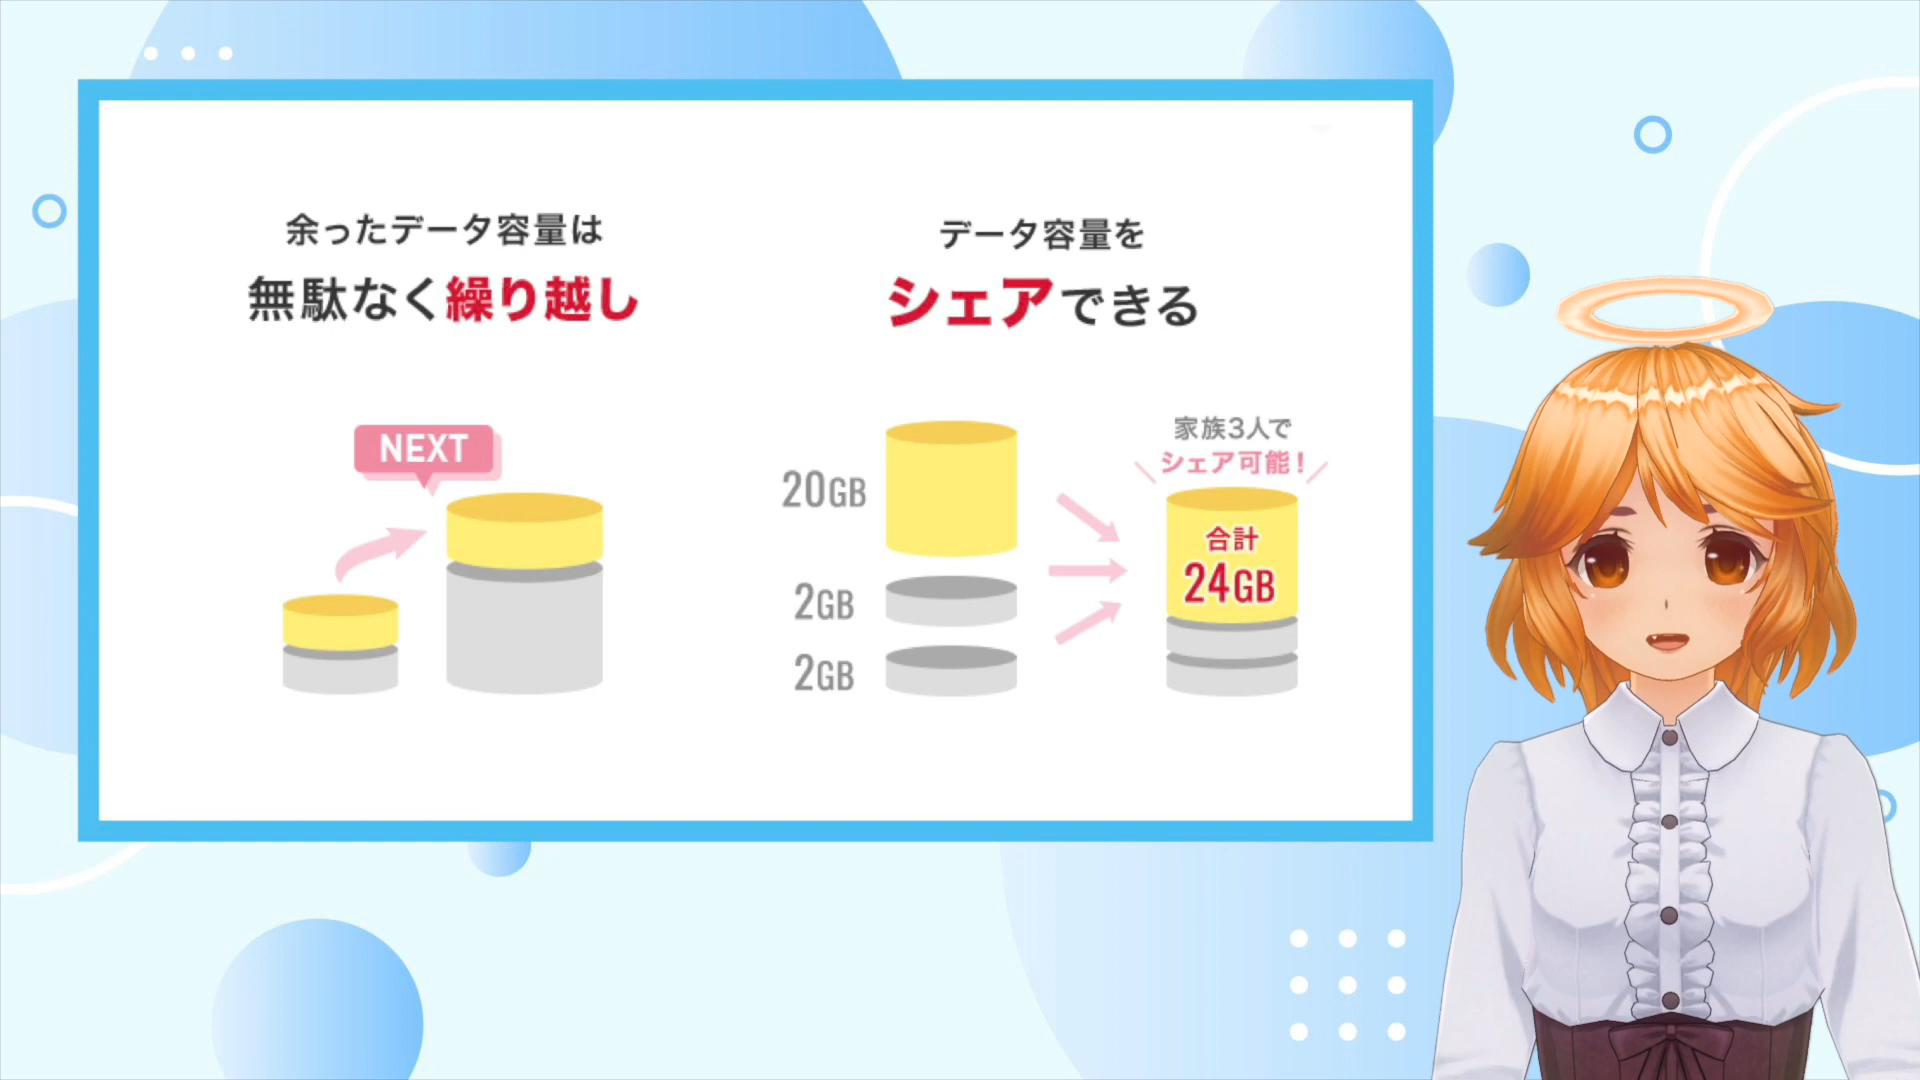 余ったデータ容量は
無駄なく繰り越し
NEXT
データ容量を
シェアできる
20GB
2GB
2GB
家族3人で
シェア可能!
合計
24GB